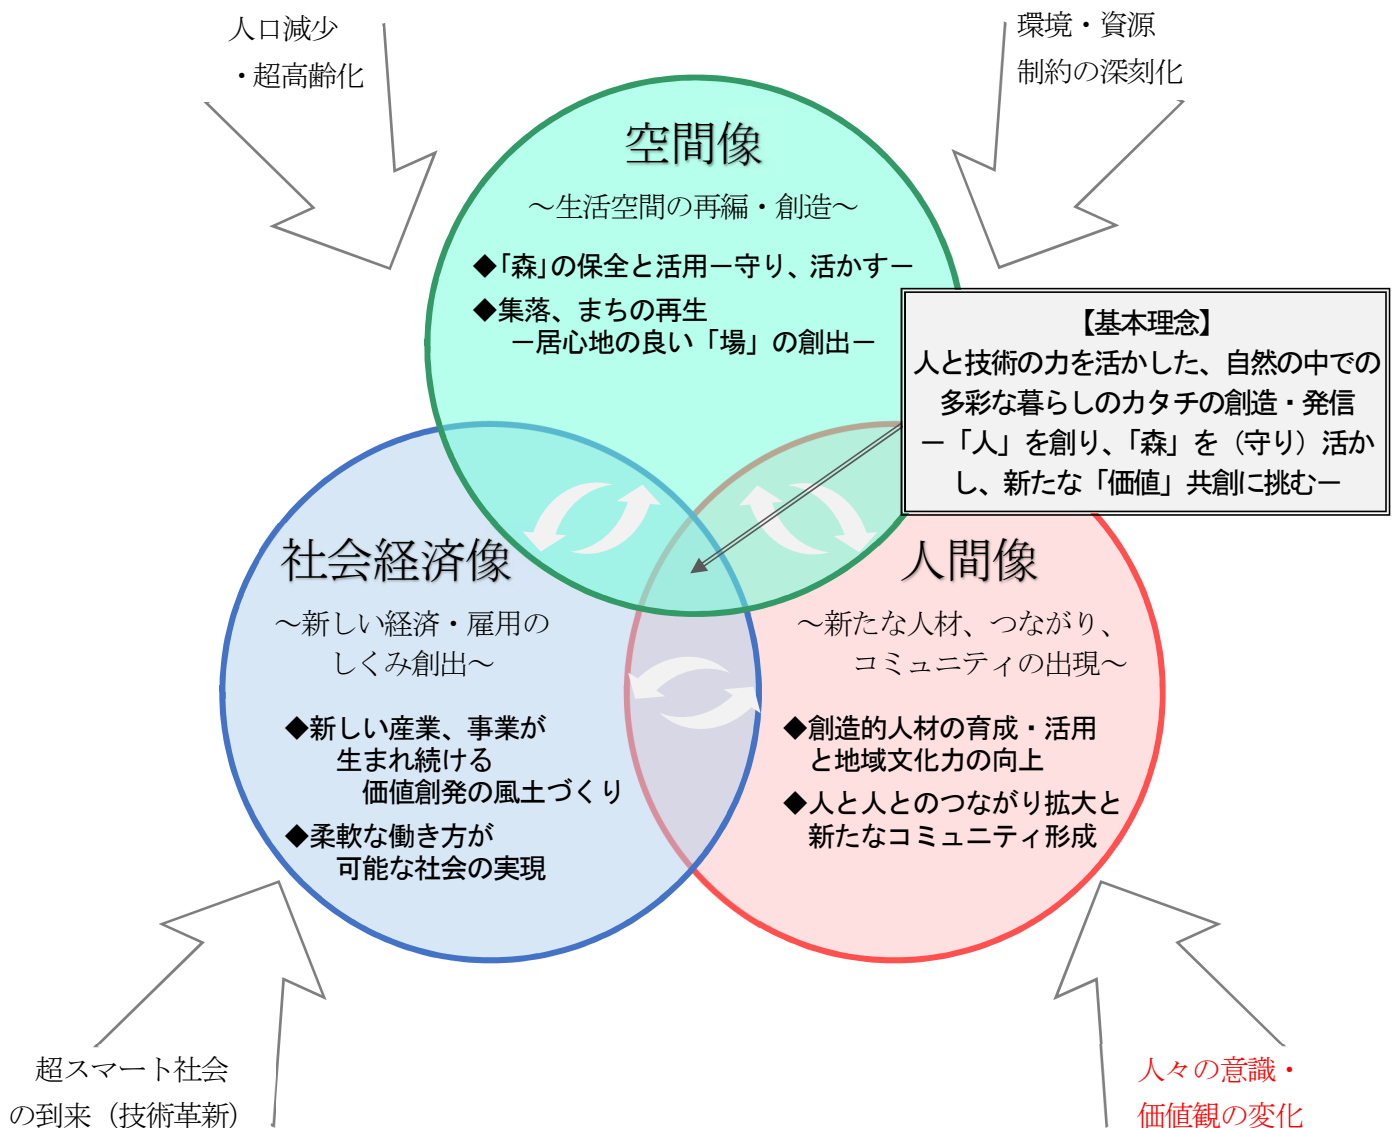 人口減少
・超高齢化
環境・資源
制約の深刻化
空間像
～生活空間の再編・創造～
◆「森」の保全と活用－守り、活かす－
◆集落、まちの再生
－居心地の良い「場」の創出－
【基本理念】
人と技術の力を活かした、自然の中での
多彩な暮らしのカタチの創造・発信
－「人」を創り、「森」を（守り）活か
し、新たな「価値」共創に挑む－
社会経済像
～新しい経済・雇用の
しくみ創出～
◆新しい産業、事業が
生まれ続ける
価値創発の風土づくり
◆柔軟な働き方が
可能な社会の実現
人間像
～新たな人材、つながり、
コミュニティの出現～
◆創造的人材の育成・活用
と地域文化力の向上
◆人と人とのつながり拡大と
新たなコミュニティ形成
超スマート社会
の到来（技術革新）
人々の意識・
価値観の変化